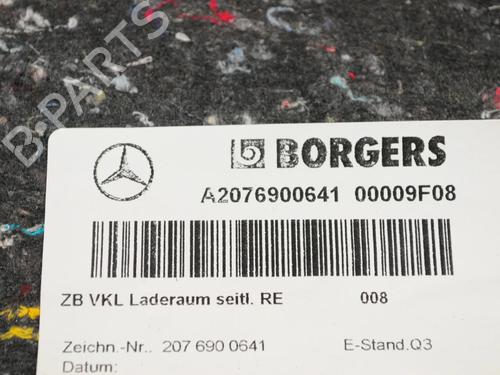 B-PARTS
BORGERS
A2076900641 00009F08
ZB VKL Laderaum seitl. RE 008
Zeichn.-Nr.. 207 690 0641 E-Stand.Q3
Datum: